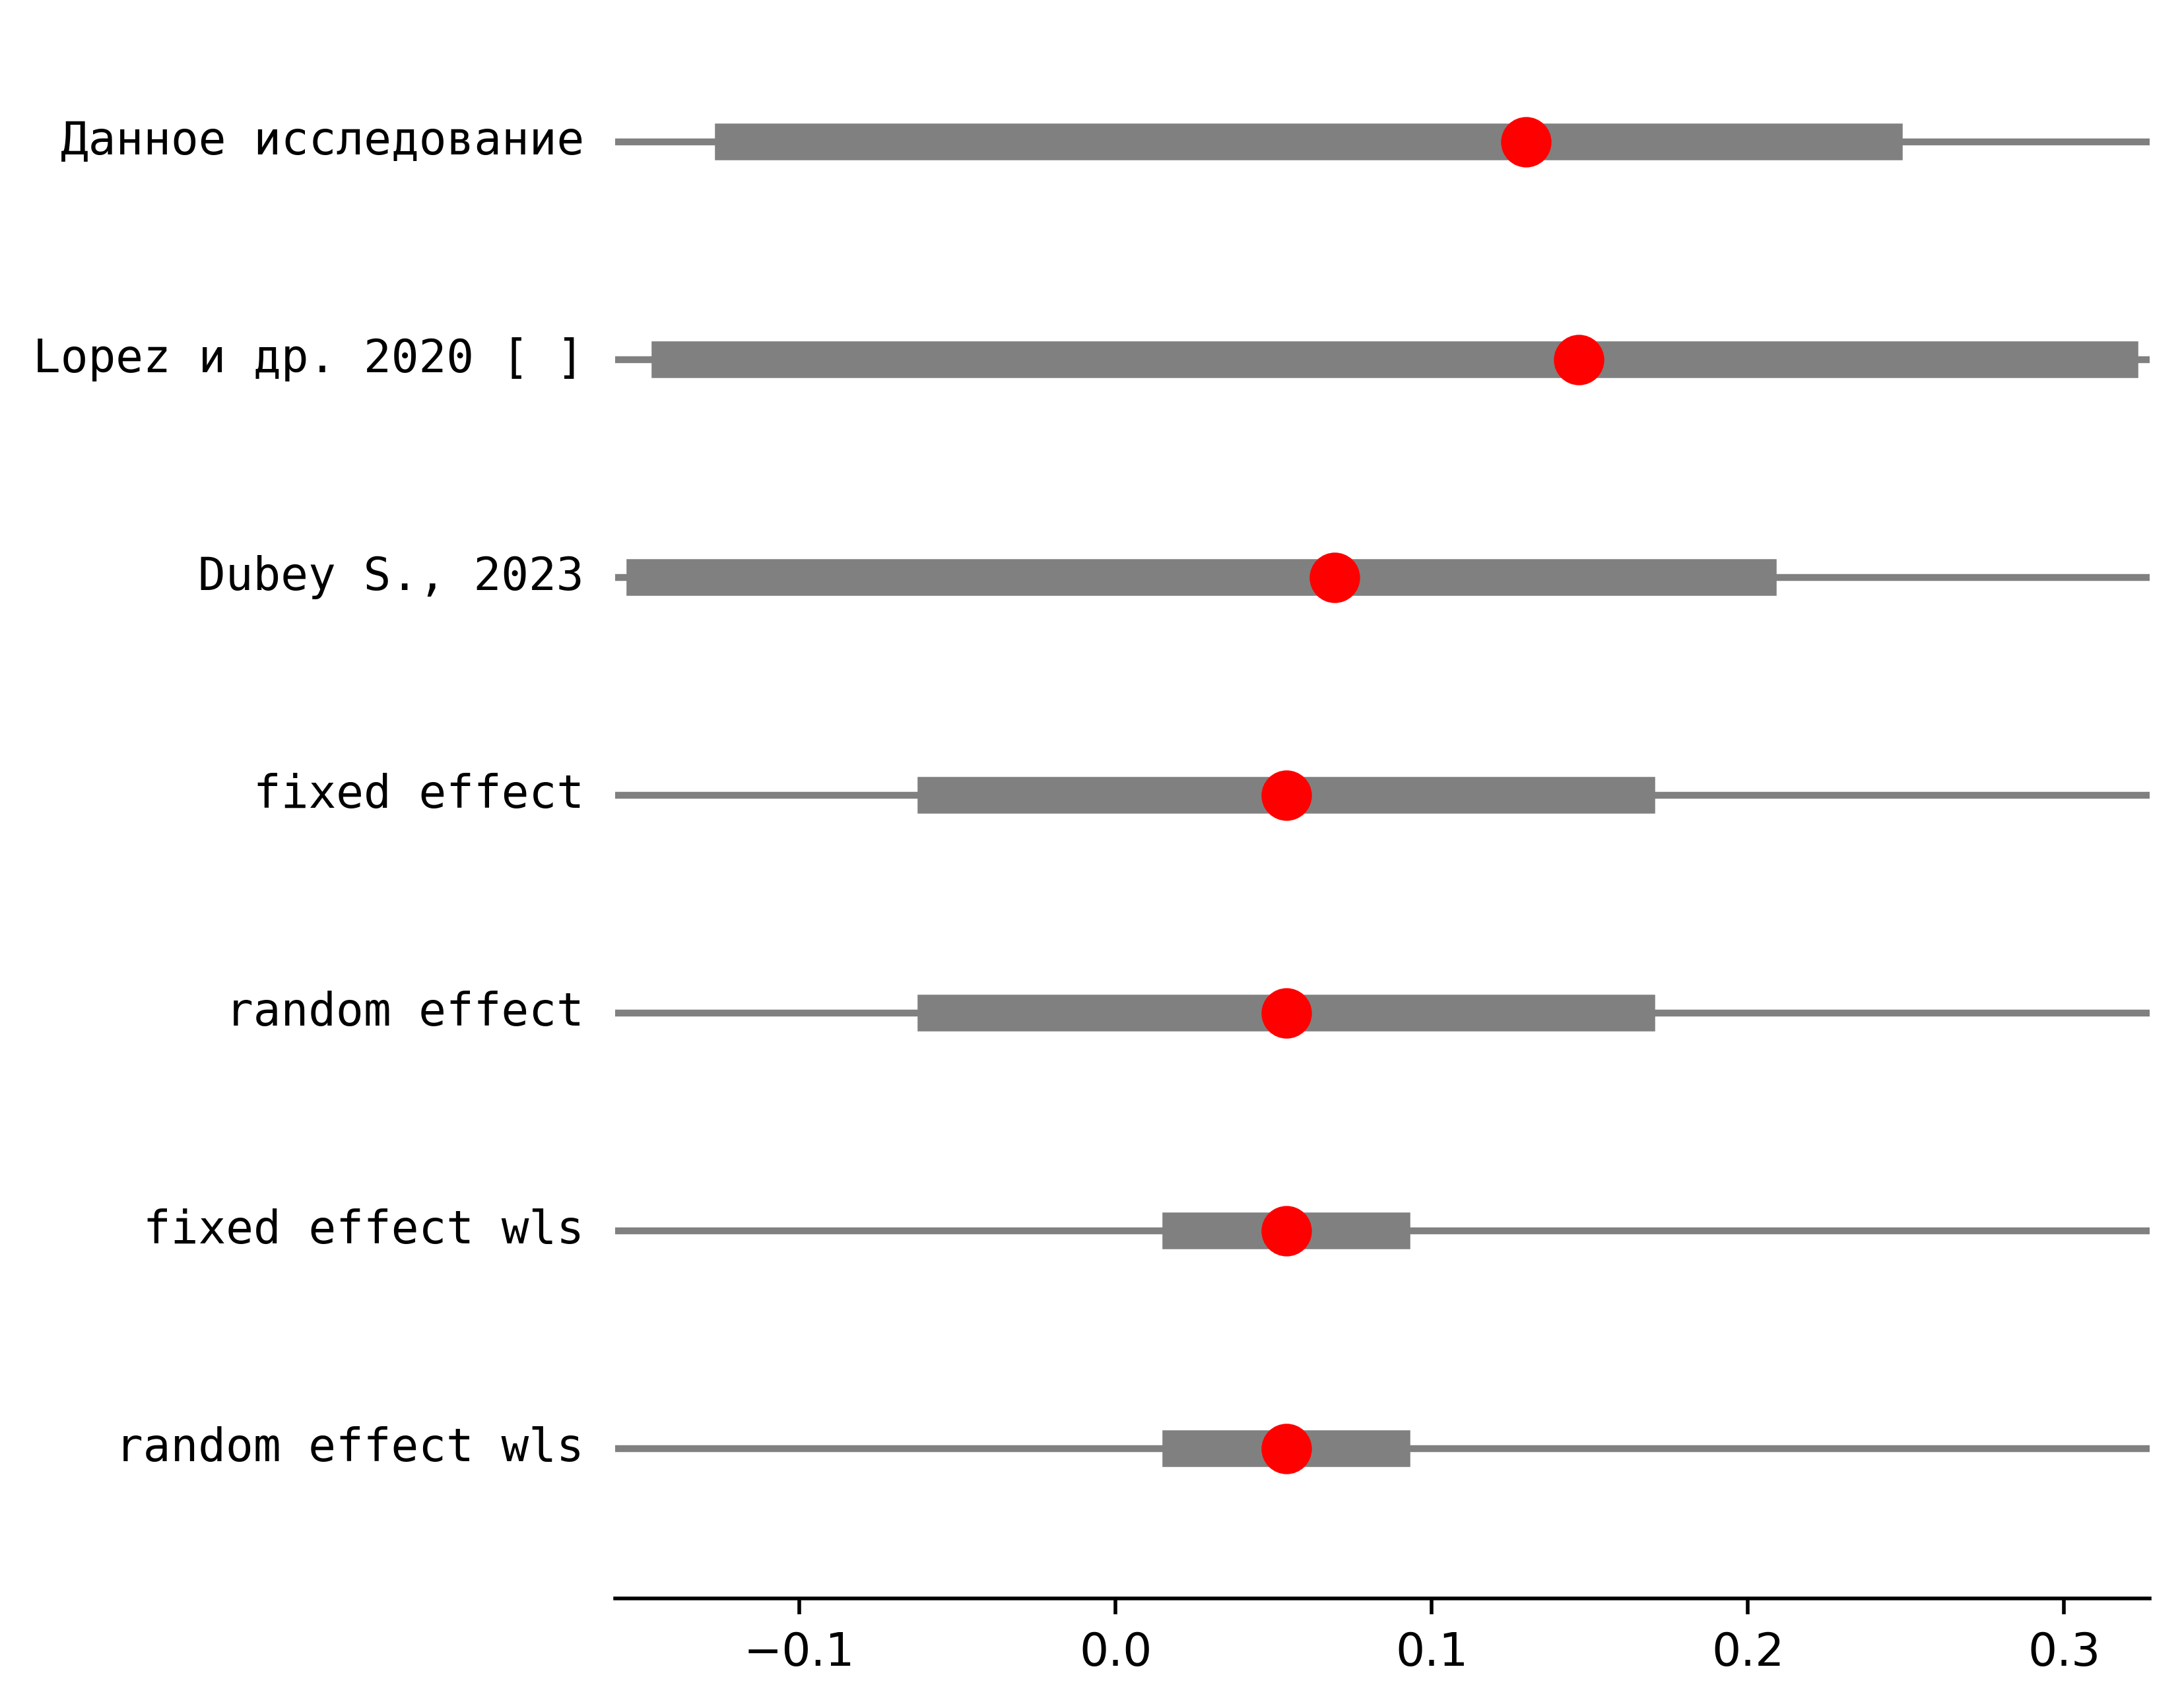 Данное исследование
Lopez и др. 2020 [ ]
Dubey S., 2023
fixed effect
random effect
fixed effect wls
random effect wls
−0.1 0.0 0.1 0.2 0.3